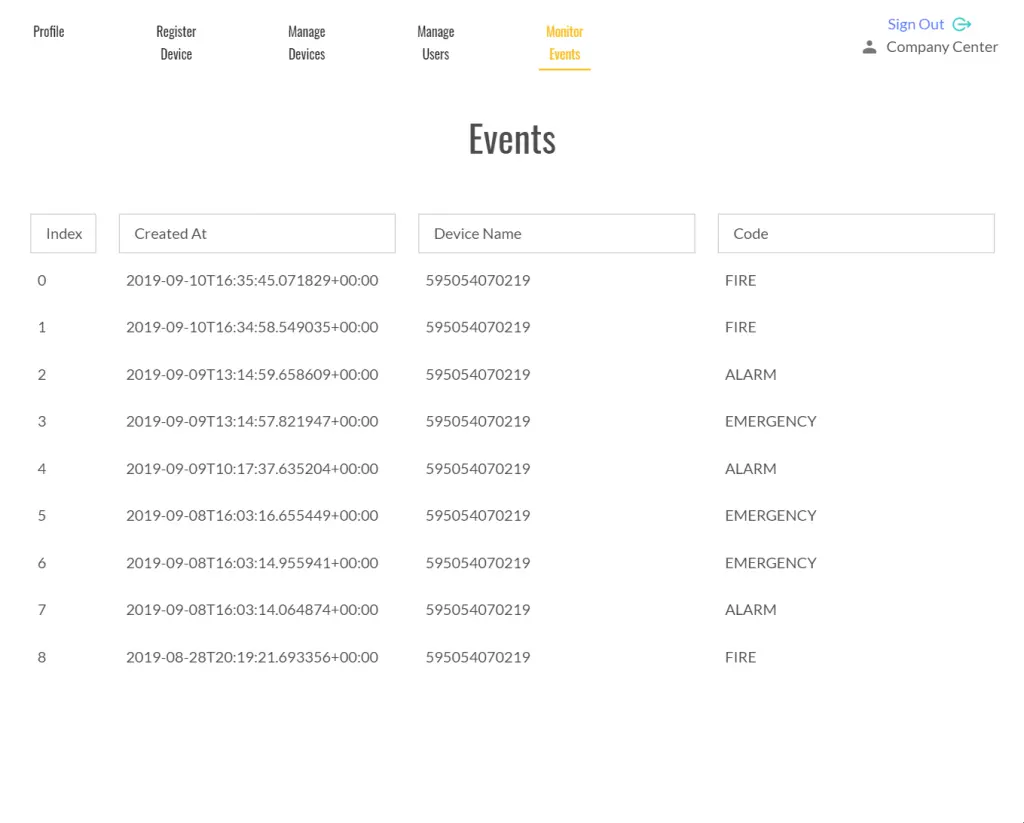 Profile
Register
Device
Manage
Devices
Manage
Users
Monitor
Events
Sign Out
Company Center
Events
Index Created At Device Name Code
0 2019-09-10T16:35:45.071829+00:00 595054070219 FIRE
1 2019-09-10T16:34:58.549035+00:00 595054070219 FIRE
2 2019-09-09T13:14:59.658609+00:00 595054070219 ALARM
3 2019-09-09T13:14:57.821947+00:00 595054070219 EMERGENCY
4 2019-09-09T10:17:37.635204+00:00 595054070219 ALARM
5 2019-09-08T16:03:16.655449+00:00 595054070219 EMERGENCY
6 2019-09-08T16:03:14.955941+00:00 595054070219 EMERGENCY
7 2019-09-08T16:03:14.064874+00:00 595054070219 ALARM
8 2019-08-28T20:19:21.693356+00:00 595054070219 FIRE